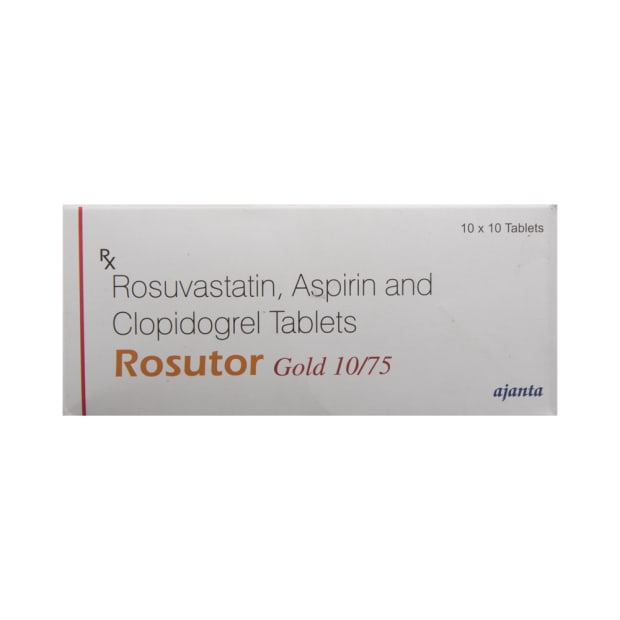 10 x 10 Tablets
Rx
Rosuvastatin, Aspirin and
Clopidogrel Tablets
Rosutor Gold 10/75
ajanta